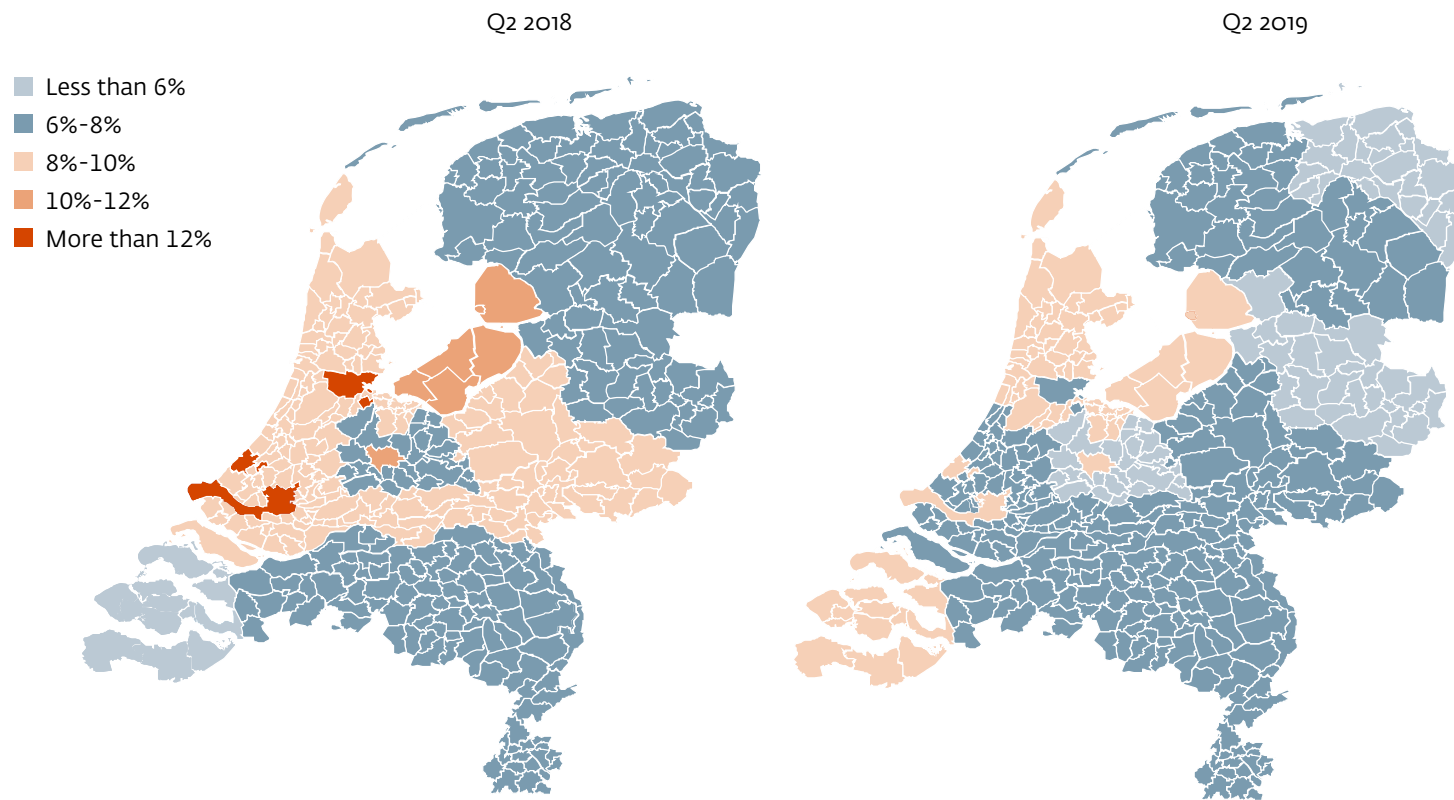 Q2 2018
Q2 2019
Less than 6%
6%-8%
8%-10%
10%-12%
More than 12%